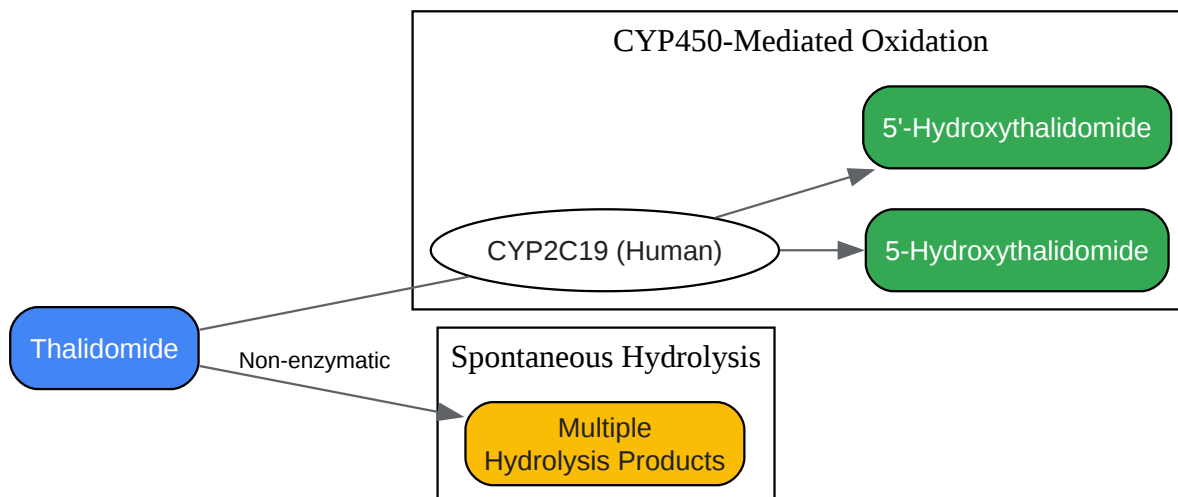 CYP450-Mediated Oxidation
5'-Hydroxythalidomide
CYP2C19 (Human)
5-Hydroxythalidomide
Thalidomide
Non-enzymatic
Spontaneous Hydrolysis
Multiple
Hydrolysis Products